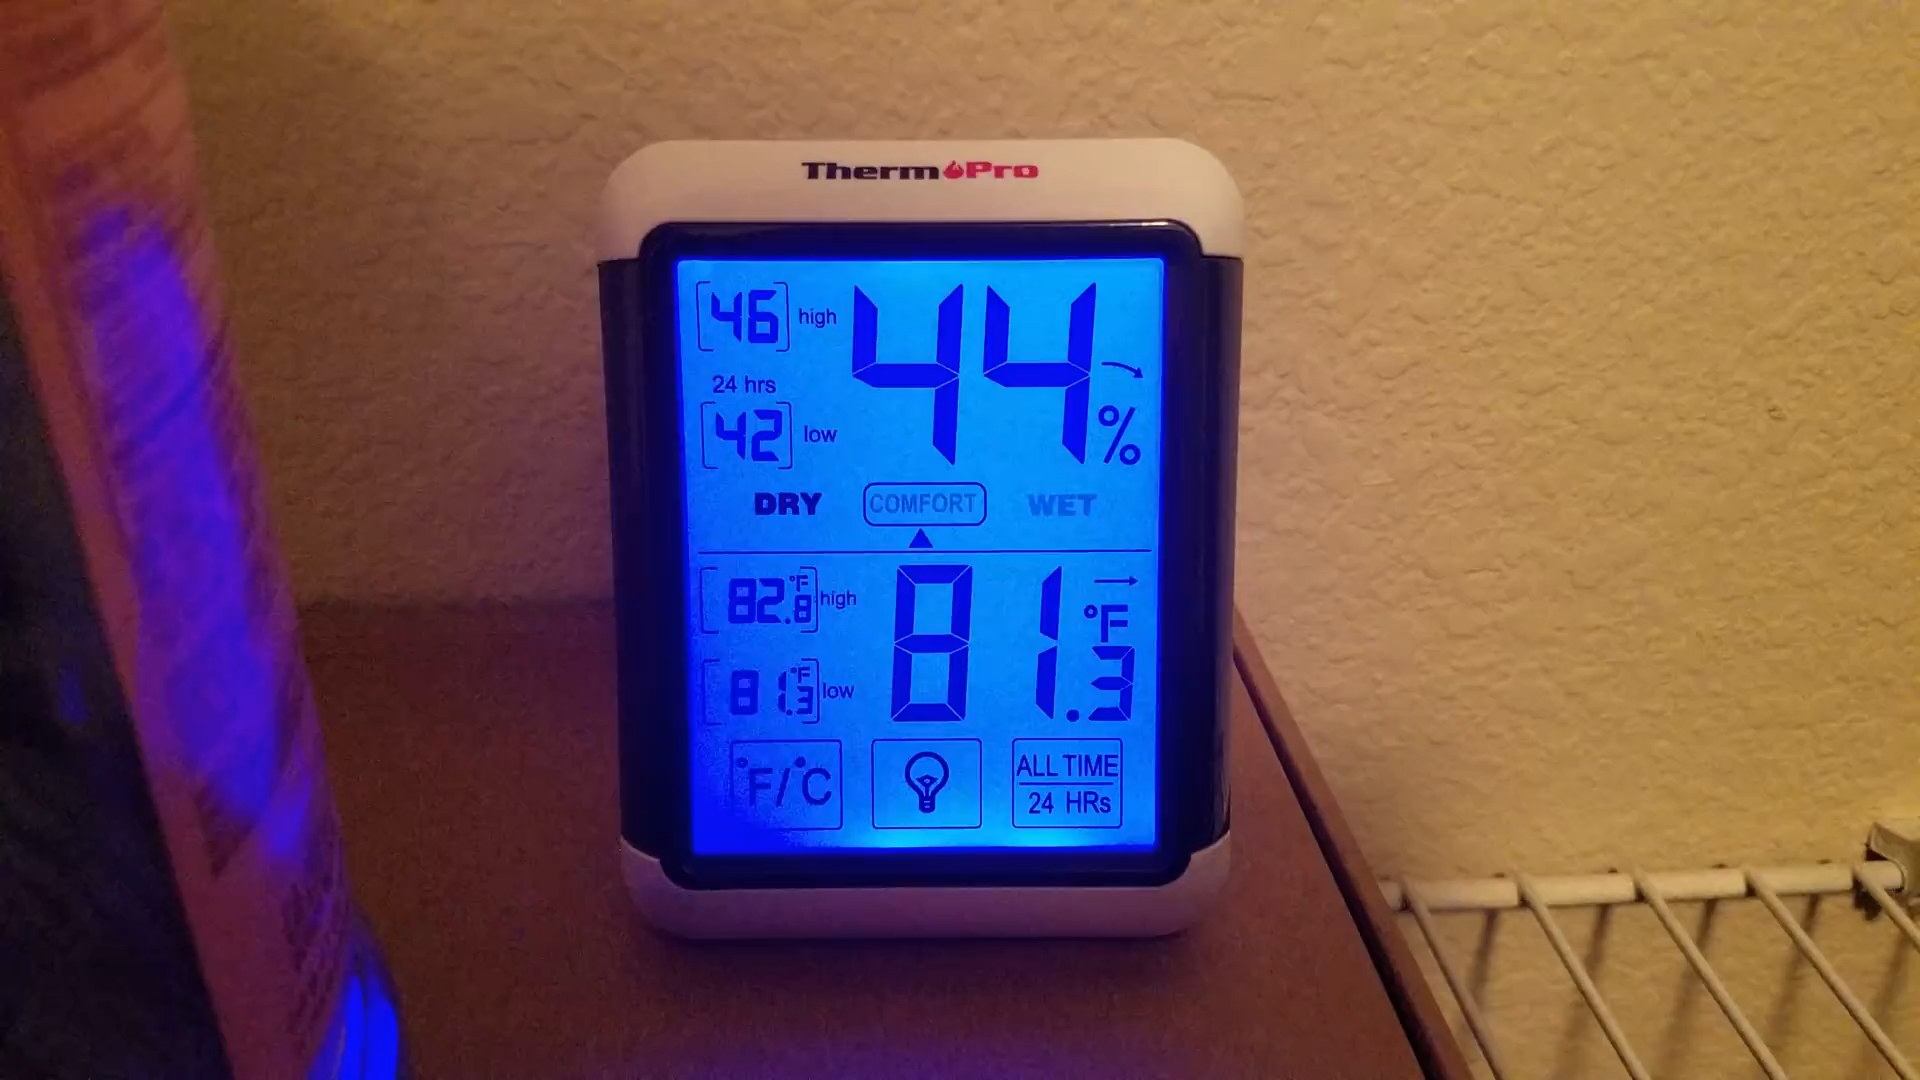 ThermoPro
46 high
24 hrs
42 low
44 %
DRY COMFORT WET
82.8 °F high
81.3 °F low
81.3 °F
°F/°C
ALL TIME
24 HRs